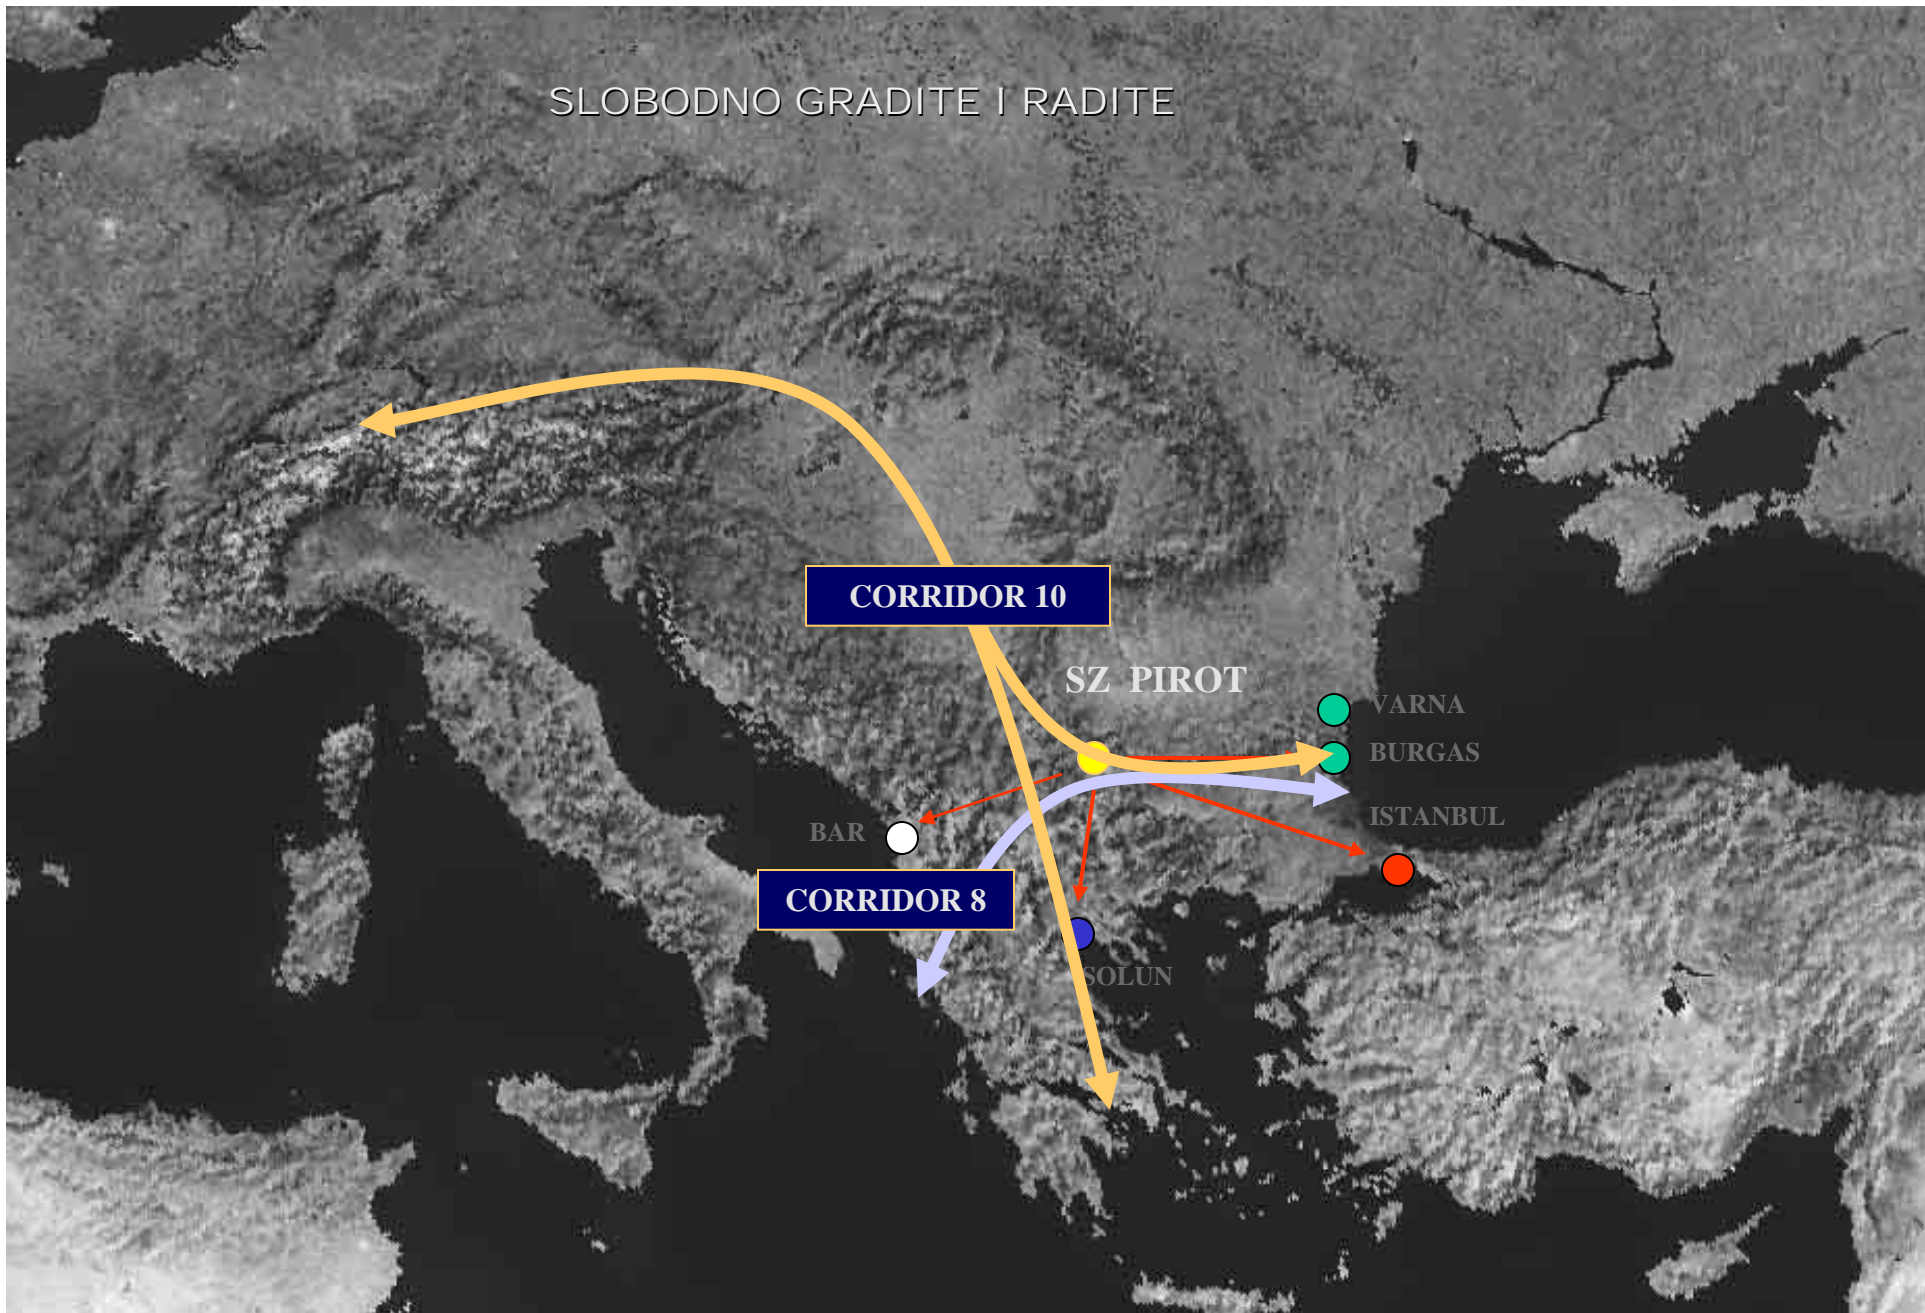 SLOBODNO GRADITE I RADITE
CORRIDOR 10
SZ PIROT
VARNA
BURGAS
ISTANBUL
BAR
CORRIDOR 8
SOLUN